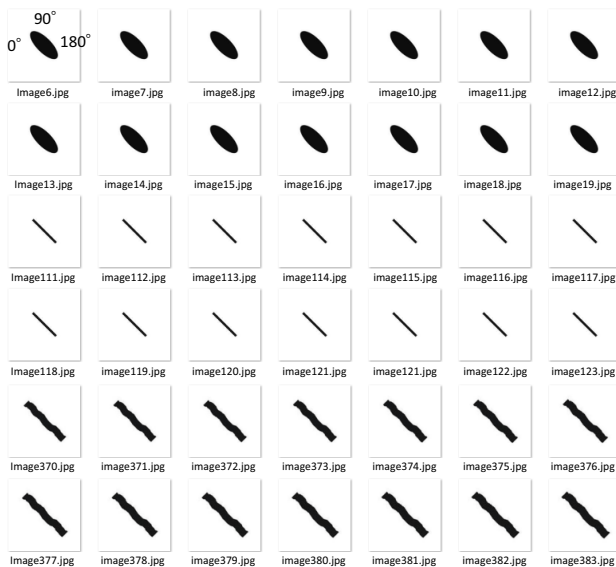 90°
0° 180°
Image6.jpg image7.jpg image8.jpg image9.jpg image10.jpg image11.jpg image12.jpg
Image13.jpg image14.jpg image15.jpg image16.jpg image17.jpg image18.jpg image19.jpg
Image111.jpg image112.jpg image113.jpg image114.jpg image115.jpg image116.jpg image117.jpg
Image118.jpg image119.jpg image120.jpg image121.jpg image121.jpg image122.jpg image123.jpg
Image370.jpg image371.jpg image372.jpg image373.jpg image374.jpg image375.jpg image376.jpg
Image377.jpg image378.jpg image379.jpg image380.jpg image381.jpg image382.jpg image383.jpg